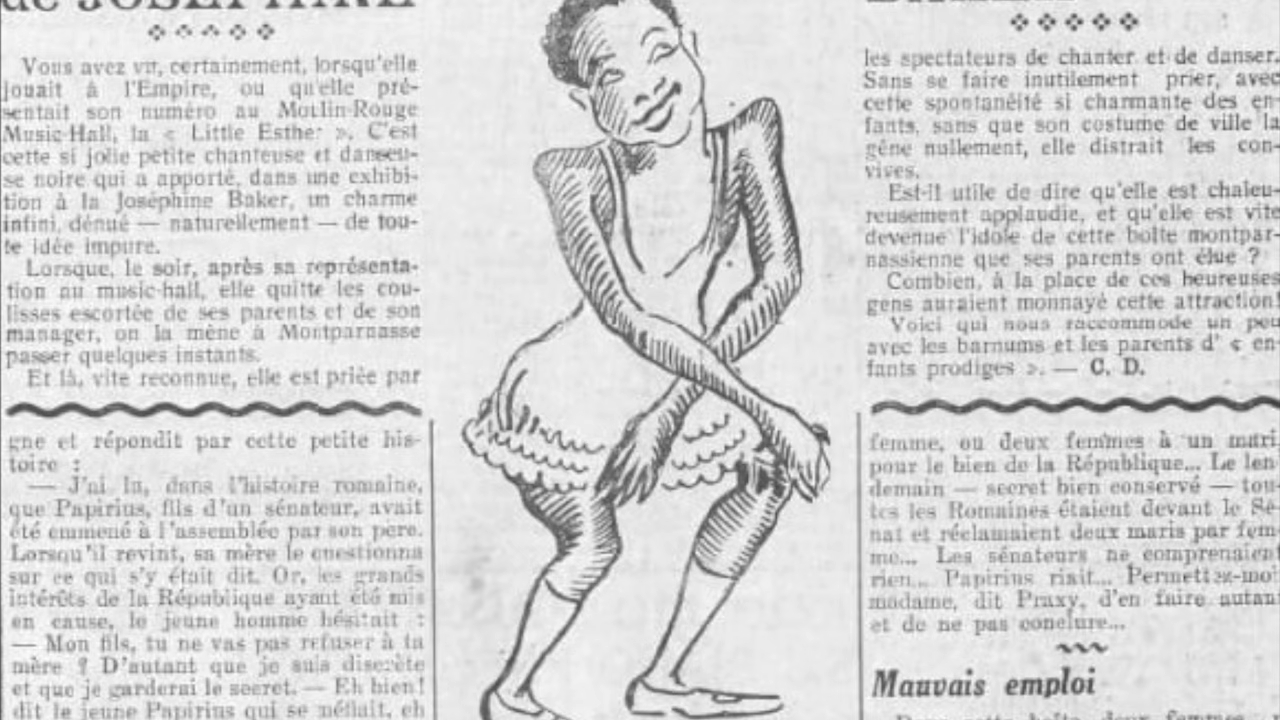 de JOSÉPHINE
Vous avez vu, certainement, lorsqu'elle
jouait à l'Empire, ou qu'elle pré-
sentait son numéro au Moulin-Rouge
Music-Hall, la « Little Esther ». C'est
cette si jolie petite chanteuse et danseu-
se noire qui a apporté, dans une exhibi-
tion à la Joséphine Baker, un charme
infini, dénué — naturellement — de tou-
te idée impure.
Lorsque, le soir, après sa représenta-
tion au music-hall, elle quitte les cou-
lisses escortée de ses parents et de son
manager, on la mène à Montparnasse
passer quelques instants.
Et là, vite reconnue, elle est priée par
les spectateurs de chanter et de danser.
Sans se faire inutilement prier, avec
cette spontanéité si charmante des en-
fants, sans que son costume de ville la
gêne nullement, elle distrait les con-
vives.
Est-il utile de dire qu'elle est chaleu-
reusement applaudie, et qu'elle est vite
devenue l'idole de cette boîte montpar-
nassienne que ses parents ont élue ?
Combien, à la place de ces heureuses
gens auraient monnayé cette attraction!
Voici qui nous raccommode un peu
avec les barnums et les parents d' « en-
fants prodiges ». — C. D.
gne et répondit par cette petite his-
toire :
— J'ai lu, dans l'histoire romaine,
que Papirius, fils d'un sénateur, avait
été emmené à l'assemblée par son père.
Lorsqu'il revint, sa mère le questionna
sur ce qui s'y était dit. Or, les grands
intérêts de la République ayant été mis
en cause, le jeune homme hésitait :
— Mon fils, tu ne vas pas refuser à ta
mère ? D'autant que je suis discrète
et que je garderai le secret. — Eh bien!
dit le jeune Papirius qui se méfiait, eh
femme, ou deux femmes à un mari
pour le bien de la République... Le len
demain — secret bien conservé — tou-
tes les Romaines étaient devant le Sé-
nat et réclamaient deux maris par fem
me... Les sénateurs ne comprenaient
rien... Papirius riait... Permettez-moi
madame, dit Praxy, d'en faire autant
et de ne pas conclure...
Mauvais emploi